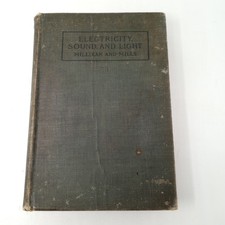 ELECTRICITY
SOUND AND LIGHT
MILLIKAN AND MILLS